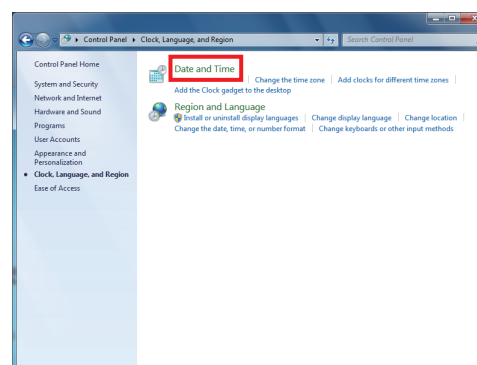 Control Panel ▸ Clock, Language, and Region
Search Control Panel
Control Panel Home
System and Security
Network and Internet
Hardware and Sound
Programs
User Accounts
Appearance and
Personalization
Clock, Language, and Region
Ease of Access
Date and Time
Change the time zone
Add clocks for different time zones
Add the Clock gadget to the desktop
Region and Language
Install or uninstall display languages
Change display language
Change location
Change the date, time, or number format
Change keyboards or other input methods